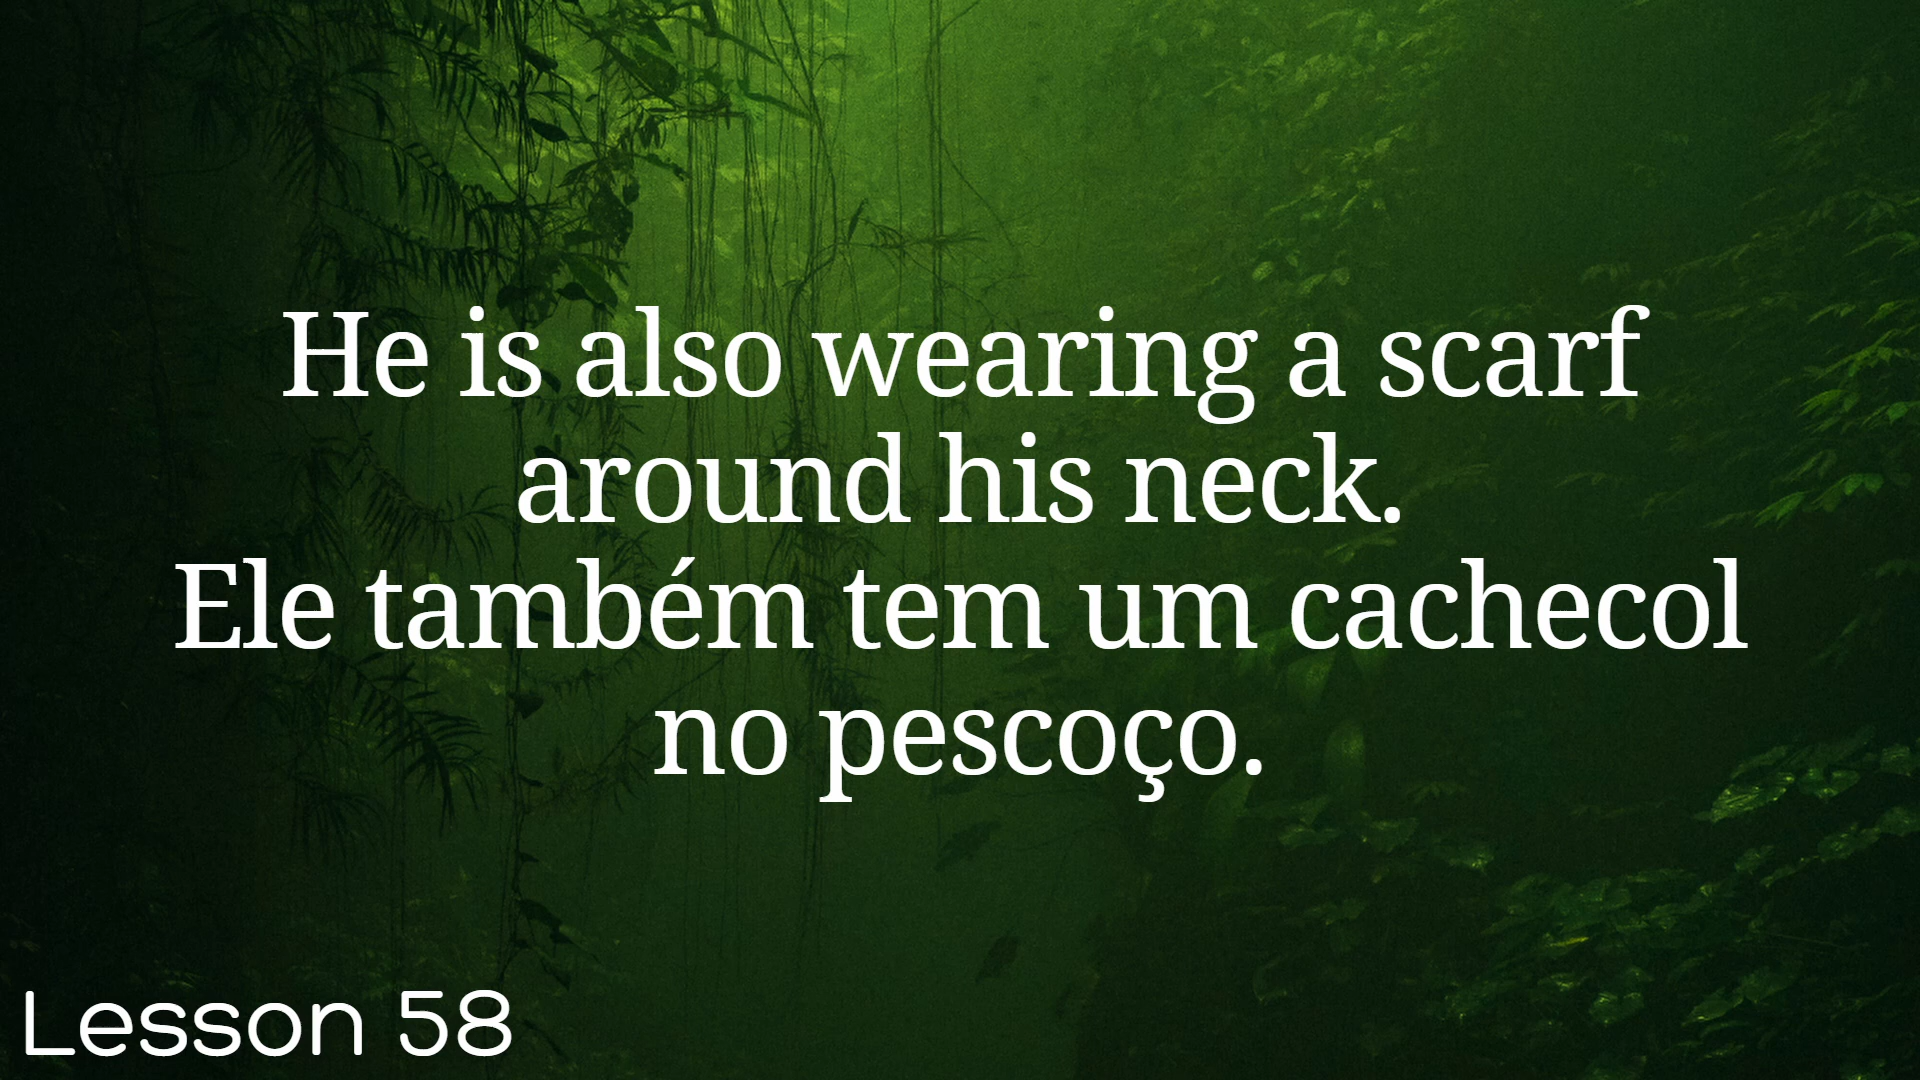 He is also wearing a scarf
around his neck.
Ele também tem um cachecol
no pescoço.
Lesson 58